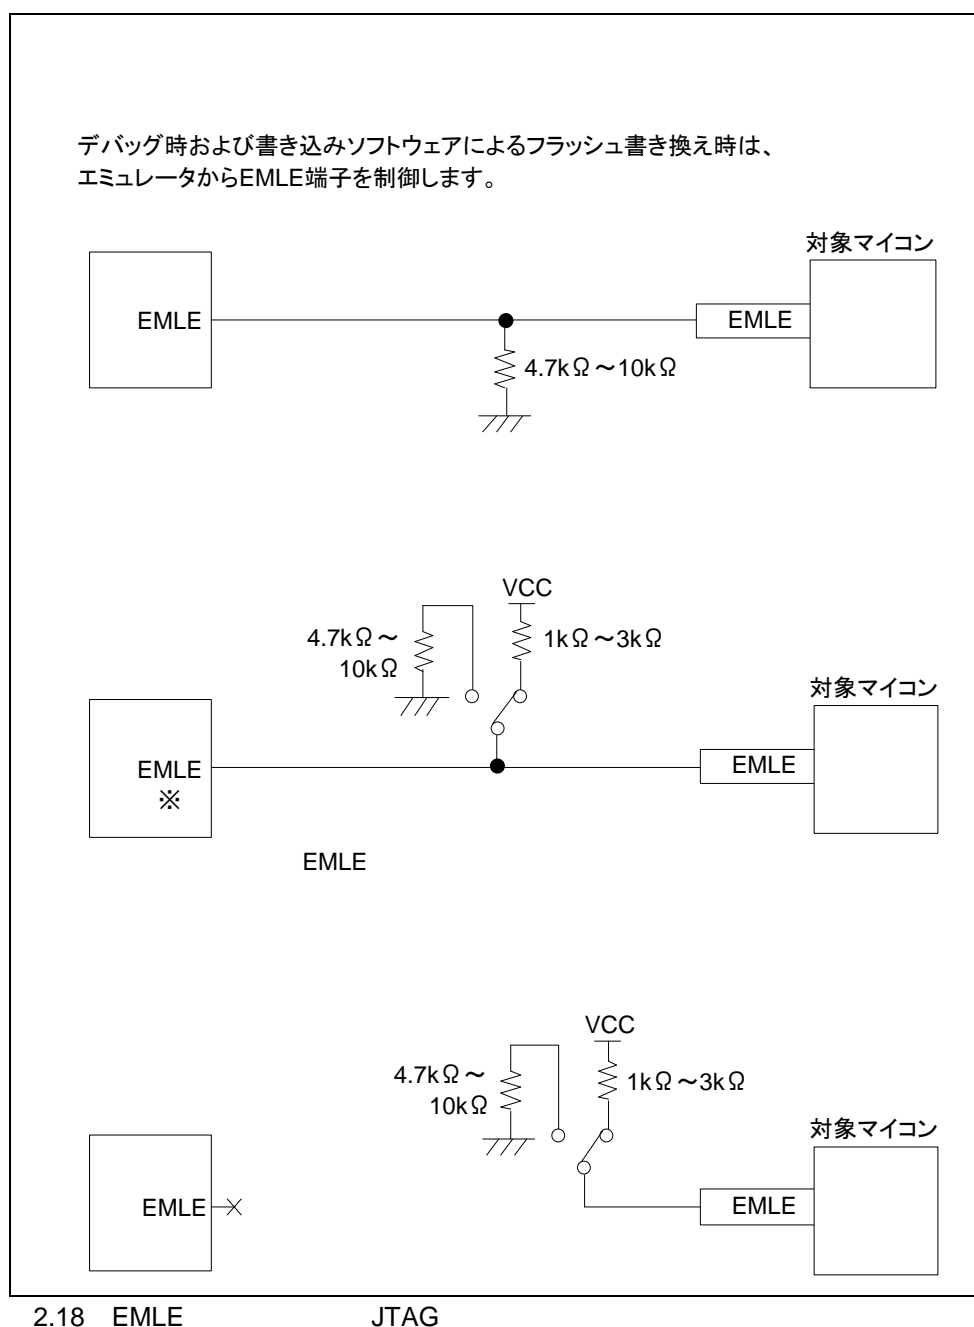 デバッグ時および書き込みソフトウェアによるフラッシュ書き換え時は、
エミュレータからEMLE端子を制御します。
対象マイコン
EMLE
EMLE
4.7kΩ～10kΩ
VCC
4.7kΩ～
10kΩ
1kΩ～3kΩ
対象マイコン
EMLE
※
EMLE
EMLE
VCC
4.7kΩ～
10kΩ
1kΩ～3kΩ
対象マイコン
EMLE
EMLE
2.18 EMLE JTAG